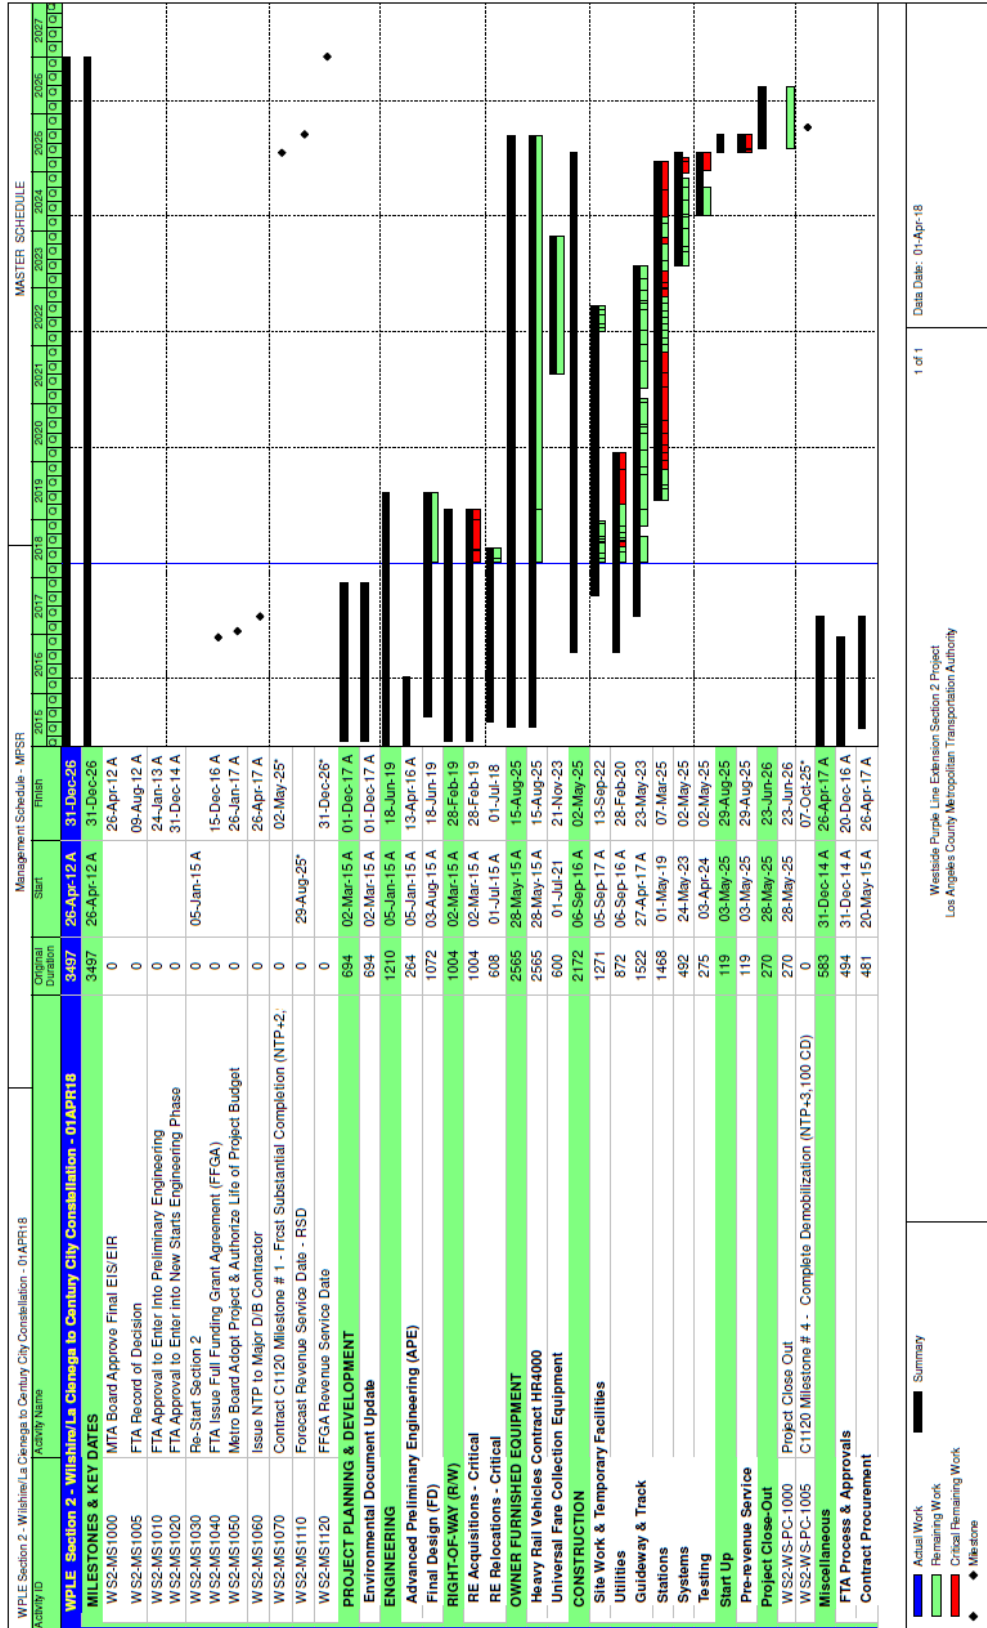 WPLE Section 2 - Wilshire/La Cienega to Century City Constellation - 01APR18 Management Schedule - MPSR MASTER SCHEDULE
Activity ID Activity Name Original Duration Start Finish 2015 2016 2017 2018 2019 2020 2021 2022 2023 2024 2025 2026 2027
Q Q Q Q Q Q Q Q Q Q Q Q Q Q Q Q Q Q Q Q Q Q Q Q Q Q Q Q Q Q Q Q Q Q Q Q Q Q Q Q Q Q Q Q Q Q Q Q Q Q Q
WPLE Section 2 - Wilshire/La Cienega to Century City Constellation - 01APR18 3497 26-Apr-12 A 31-Dec-26
MILESTONES & KEY DATES 3497 26-Apr-12 A 31-Dec-26
WS2-MS1000 MTA Board Approve Final EIS/EIR 0 26-Apr-12 A
WS2-MS1005 FTA Record of Decision 0 09-Aug-12 A
WS2-MS1010 FTA Approval to Enter Into Preliminary Engineering 0 24-Jan-13 A
WS2-MS1020 FTA Approval to Enter into New Starts Engineering Phase 0 31-Dec-14 A
WS2-MS1030 Re-Start Section 2 0 05-Jan-15 A
WS2-MS1040 FTA Issue Full Funding Grant Agreement (FFGA) 0 15-Dec-16 A
WS2-MS1050 Metro Board Adopt Project & Authorize Life of Project Budget 0 26-Jan-17 A
WS2-MS1060 Issue NTP to Major D/B Contractor 0 26-Apr-17 A
WS2-MS1070 Contract C1120 Milestone # 1 - Frcst Substantial Completion (NTP+2, 0 02-May-25*
WS2-MS1110 Forecast Revenue Service Date - RSD 0 29-Aug-25*
WS2-MS1120 FFGA Revenue Service Date 0 31-Dec-26*
PROJECT PLANNING & DEVELOPMENT 694 02-Mar-15 A 01-Dec-17 A
Environmental Document Update 694 02-Mar-15 A 01-Dec-17 A
ENGINEERING 1210 05-Jan-15 A 18-Jun-19
Advanced Preliminary Engineering (APE) 264 05-Jan-15 A 13-Apr-16 A
Final Design (FD) 1072 03-Aug-15 A 18-Jun-19
RIGHT-OF-WAY (R/W) 1004 02-Mar-15 A 28-Feb-19
RE Acquisitions - Critical 1004 02-Mar-15 A 28-Feb-19
RE Relocations - Critical 608 01-Jul-15 A 01-Jul-18
OWNER FURNISHED EQUIPMENT 2565 28-May-15 A 15-Aug-25
Heavy Rail Vehicles Contract HR4000 2565 28-May-15 A 15-Aug-25
Universal Fare Collection Equipment 600 01-Jul-21 21-Nov-23
CONSTRUCTION 2172 06-Sep-16 A 02-May-25
Site Work & Temporary Facilities 1271 05-Sep-17 A 13-Sep-22
Utilities 872 06-Sep-16 A 28-Feb-20
Guideway & Track 1522 27-Apr-17 A 23-May-23
Stations 1468 01-May-19 07-Mar-25
Systems 492 24-May-23 02-May-25
Testing 275 03-Apr-24 02-May-25
Start Up 119 03-May-25 29-Aug-25
Pre-revenue Service 119 03-May-25 29-Aug-25
Project Close-Out 270 28-May-25 23-Jun-26
WS2-WS-PC-1000 Project Close Out 270 28-May-25 23-Jun-26
WS2-WS-PC-1005 C1120 Milestone # 4 - Complete Demobilization (NTP+3,100 CD) 0 07-Oct-25*
Miscellaneous 583 31-Dec-14 A 26-Apr-17 A
FTA Process & Approvals 494 31-Dec-14 A 20-Dec-16 A
Contract Procurement 481 20-May-15 A 26-Apr-17 A
Actual Work Summary
Remaining Work
Critical Remaining Work
Milestone
Westside Purple Line Extension Section 2 Project
Los Angeles County Metropolitan Transportation Authority
1 of 1 Data Date: 01-Apr-18